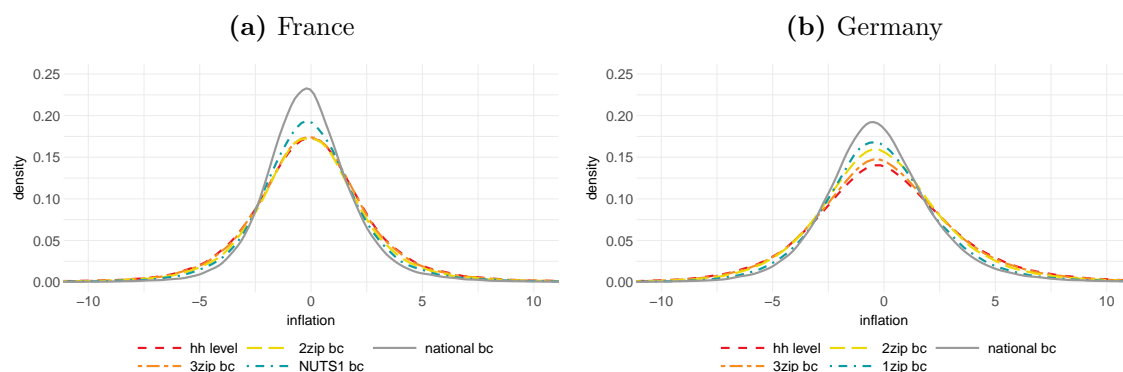 (a) France
0.25
0.20
0.15
0.10
0.05
0.00
density
−10 −5 0 5 10
inflation
hh level 2zip bc national bc
3zip bc NUTS1 bc
(b) Germany
0.25
0.20
0.15
0.10
0.05
0.00
density
−10 −5 0 5 10
inflation
hh level 2zip bc national bc
3zip bc 1zip bc